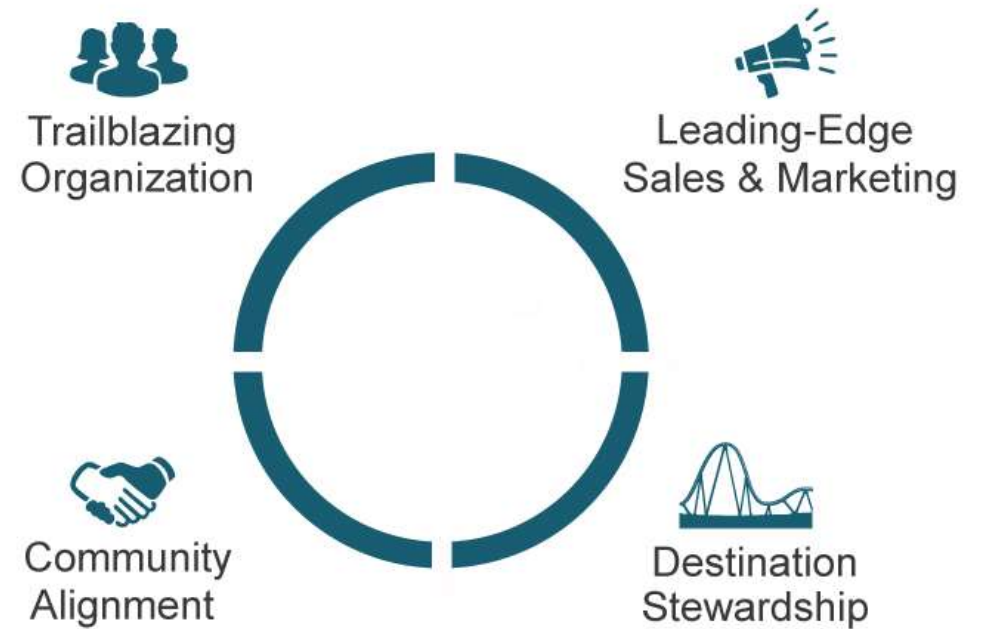 Trailblazing
Organization
Leading-Edge
Sales & Marketing
Community
Alignment
Destination
Stewardship